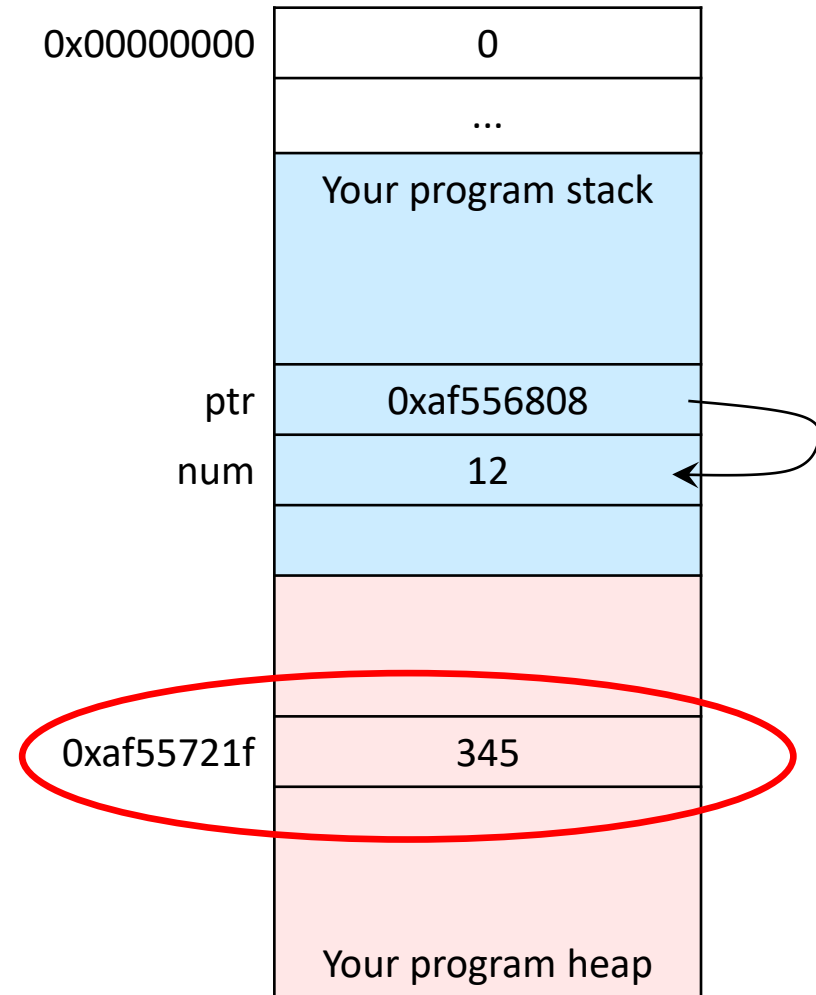 0x00000000 0
...
Your program stack
ptr 0xaf556808
num 12
0xaf55721f 345
Your program heap